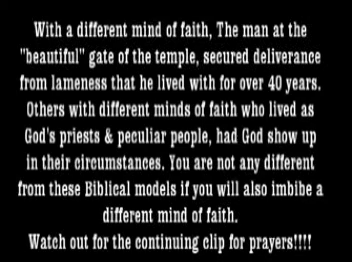 With a different mind of faith, The man at the
"beautiful" gate of the temple, secured deliverance
from lameness that he lived with for over 40 years.
Others with different minds of faith who lived as
God's priests & peculiar people, had God show up
in their circumstances. You are not any different
from these Biblical models if you will also imbibe a
different mind of faith.
Watch out for the continuing clip for prayers!!!!